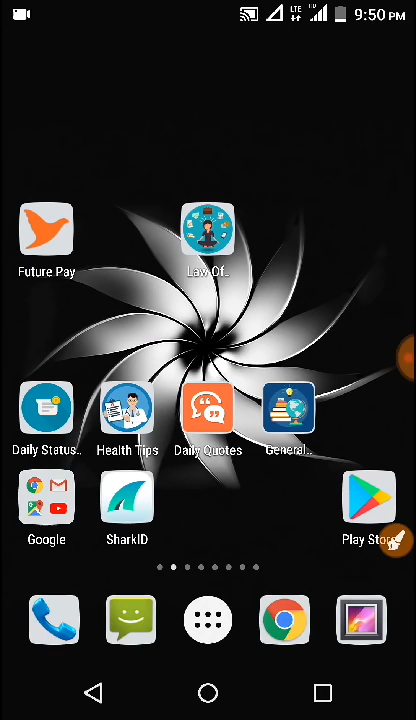 LTE HD 9:50 PM
Future Pay
Law Of..
Daily Status..
Health Tips
Daily Quotes
General..
Google
SharkID
Play Store